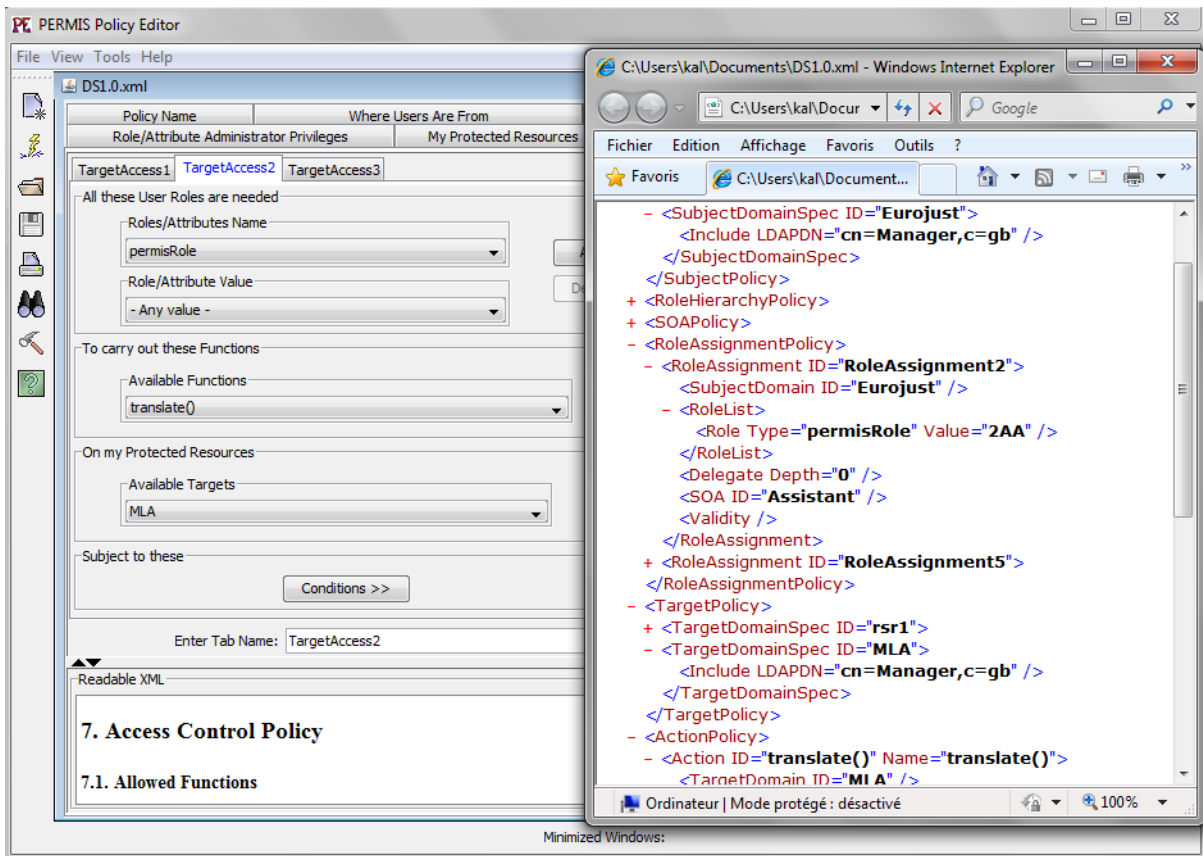 PERMIS Policy Editor
File View Tools Help
DS1.0.xml
Policy Name
Where Users Are From
Role/Attribute Administrator Privileges
My Protected Resources
TargetAccess1 TargetAccess2 TargetAccess3
All these User Roles are needed
Roles/Attributes Name
permisRole
Role/Attribute Value
- Any value -
To carry out these Functions
Available Functions
translate()
On my Protected Resources
Available Targets
MLA
Subject to these
Conditions >>
Enter Tab Name: TargetAccess2
Readable XML
7. Access Control Policy
7.1. Allowed Functions
Minimized Windows:
C:\Users\kal\Documents\DS1.0.xml - Windows Internet Explorer
C:\Users\kal\Docur
Google
Fichier Edition Affichage Favoris Outils ?
Favoris
C:\Users\kal\Document...
- <SubjectDomainSpec ID="Eurojust">
<Include LDAPDN="cn=Manager,c=gb" />
</SubjectDomainSpec>
</SubjectPolicy>
+ <RoleHierarchyPolicy>
+ <SOAPolicy>
- <RoleAssignmentPolicy>
- <RoleAssignment ID="RoleAssignment2">
<SubjectDomain ID="Eurojust" />
- <RoleList>
<Role Type="permisRole" Value="2AA" />
</RoleList>
<Delegate Depth="0" />
<SOA ID="Assistant" />
<Validity />
</RoleAssignment>
+ <RoleAssignment ID="RoleAssignment5">
</RoleAssignmentPolicy>
- <TargetPolicy>
+ <TargetDomainSpec ID="rsr1">
- <TargetDomainSpec ID="MLA">
<Include LDAPDN="cn=Manager,c=gb" />
</TargetDomainSpec>
</TargetPolicy>
- <ActionPolicy>
- <Action ID="translate()" Name="translate()">
<TargetDomain ID="MLA" />
Ordinateur | Mode protégé : désactivé
100%